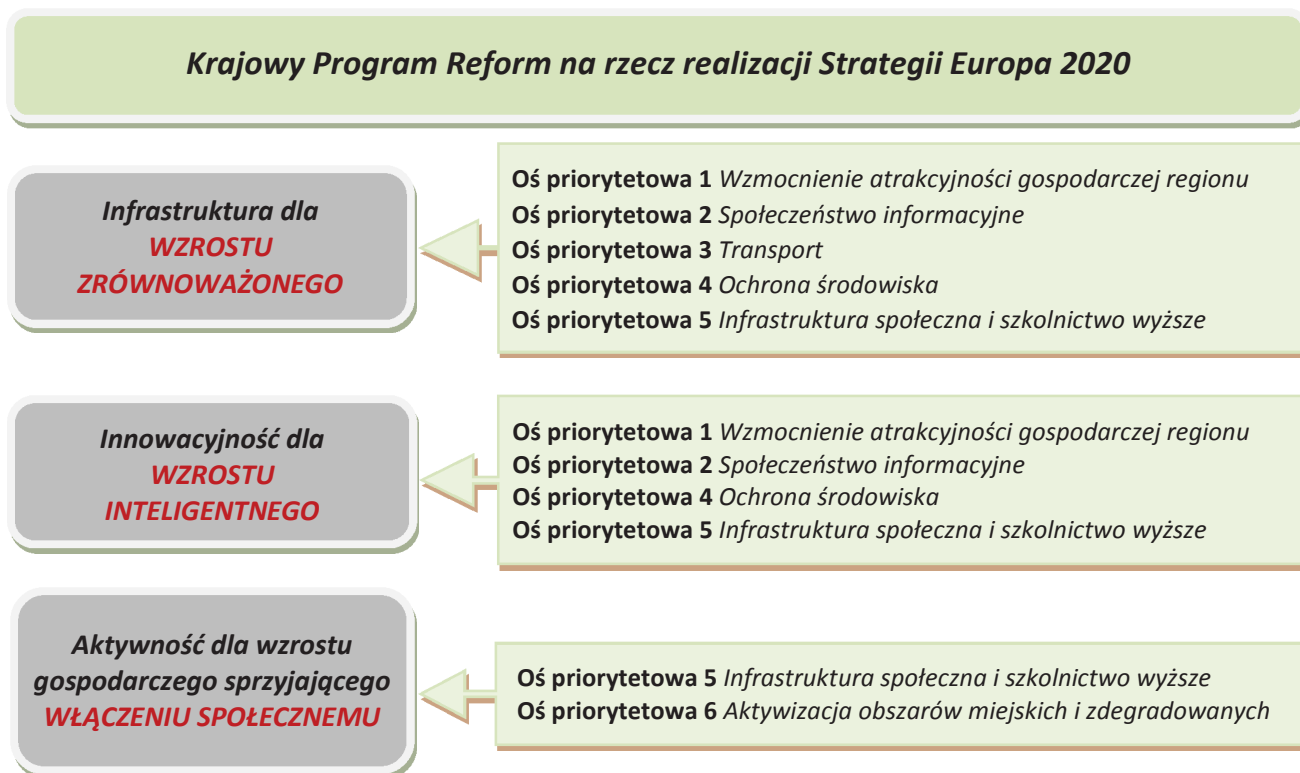 Krajowy Program Reform na rzecz realizacji Strategii Europa 2020
Infrastruktura dla
WZROSTU
ZRÓWNOWAŻONEGO
Oś priorytetowa 1 Wzmocnienie atrakcyjności gospodarczej regionu
Oś priorytetowa 2 Społeczeństwo informacyjne
Oś priorytetowa 3 Transport
Oś priorytetowa 4 Ochrona środowiska
Oś priorytetowa 5 Infrastruktura społeczna i szkolnictwo wyższe
Innowacyjność dla
WZROSTU
INTELIGENTNEGO
Oś priorytetowa 1 Wzmocnienie atrakcyjności gospodarczej regionu
Oś priorytetowa 2 Społeczeństwo informacyjne
Oś priorytetowa 4 Ochrona środowiska
Oś priorytetowa 5 Infrastruktura społeczna i szkolnictwo wyższe
Aktywność dla wzrostu
gospodarczego sprzyjającego
WŁĄCZENIU SPOŁECZNEMU
Oś priorytetowa 5 Infrastruktura społeczna i szkolnictwo wyższe
Oś priorytetowa 6 Aktywizacja obszarów miejskich i zdegradowanych